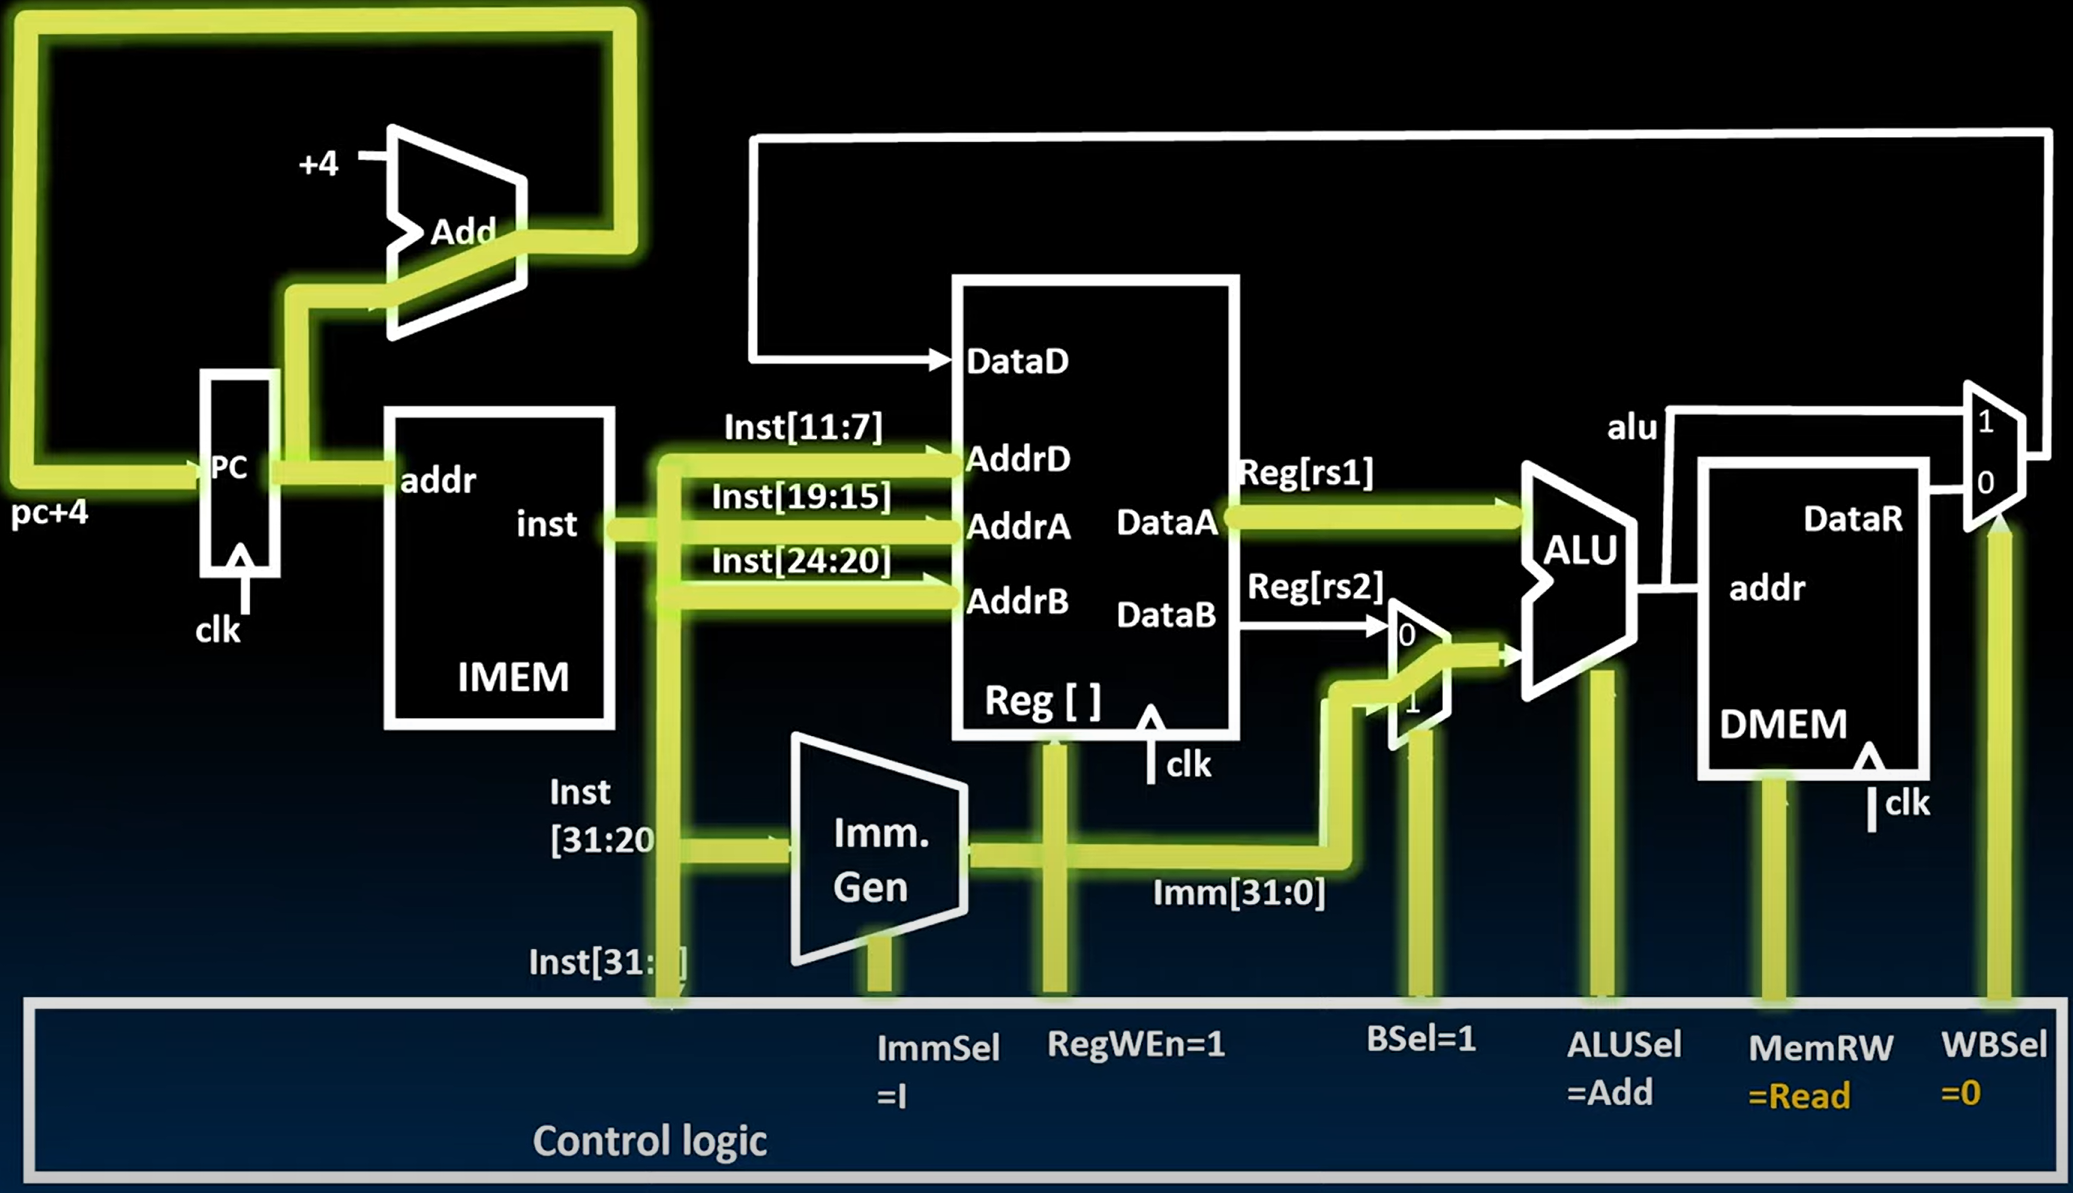 +4
Add
DataD
alu
1
0
PC
pc+4
clk
addr
inst
IMEM
Inst[11:7]
Inst[19:15]
Inst[24:20]
AddrD
AddrA
AddrB
DataA
DataB
Reg [ ]
clk
Reg[rs1]
Reg[rs2]
0
1
ALU
DataR
addr
DMEM
clk
Inst
[31:20
Imm.
Gen
Imm[31:0]
Inst[31: ]
ImmSel
=I
RegWEn=1
BSel=1
ALUSel
=Add
MemRW
=Read
WBSel
=0
Control logic